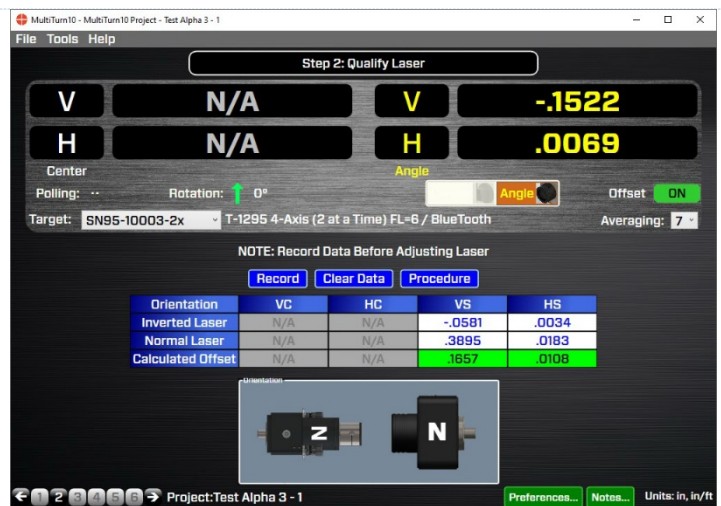 MultiTurn10 - MultiTurn10 Project - Test Alpha 3 - 1
File Tools Help
Step 2: Qualify Laser
V N/A V -.1522
H N/A H .0069
Center Angle
Polling: -- Rotation: 0° Angle Offset ON
Target: SN95-10003-2x T-1295 4-Axis (2 at a Time) FL=6 / BlueTooth Averaging: 7
NOTE: Record Data Before Adjusting Laser
Record Clear Data Procedure
Orientation VC HC VS HS
Inverted Laser N/A N/A -.0581 .0034
Normal Laser N/A N/A .3895 .0183
Calculated Offset N/A N/A .1657 .0108
Orientation
N N
1 2 3 4 5 6 Project:Test Alpha 3 - 1 Preferences... Notes... Units: in, in/ft